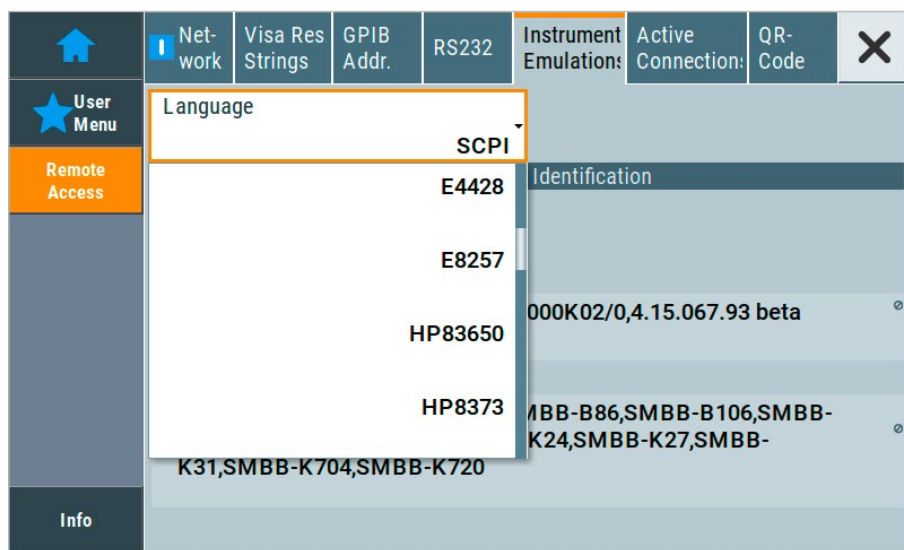 Net-
work
Visa Res
Strings
GPIB
Addr.
RS232
Instrument
Emulations
Active
Connection
QR-
Code
User
Menu
Remote
Access
Info
Language
SCPI
E4428
E8257
HP83650
HP8373
Identification
000K02/0,4.15.067.93 beta
MBB-B86,SMBB-B106,SMBB-
K24,SMBB-K27,SMBB-
K31,SMBB-K704,SMBB-K720